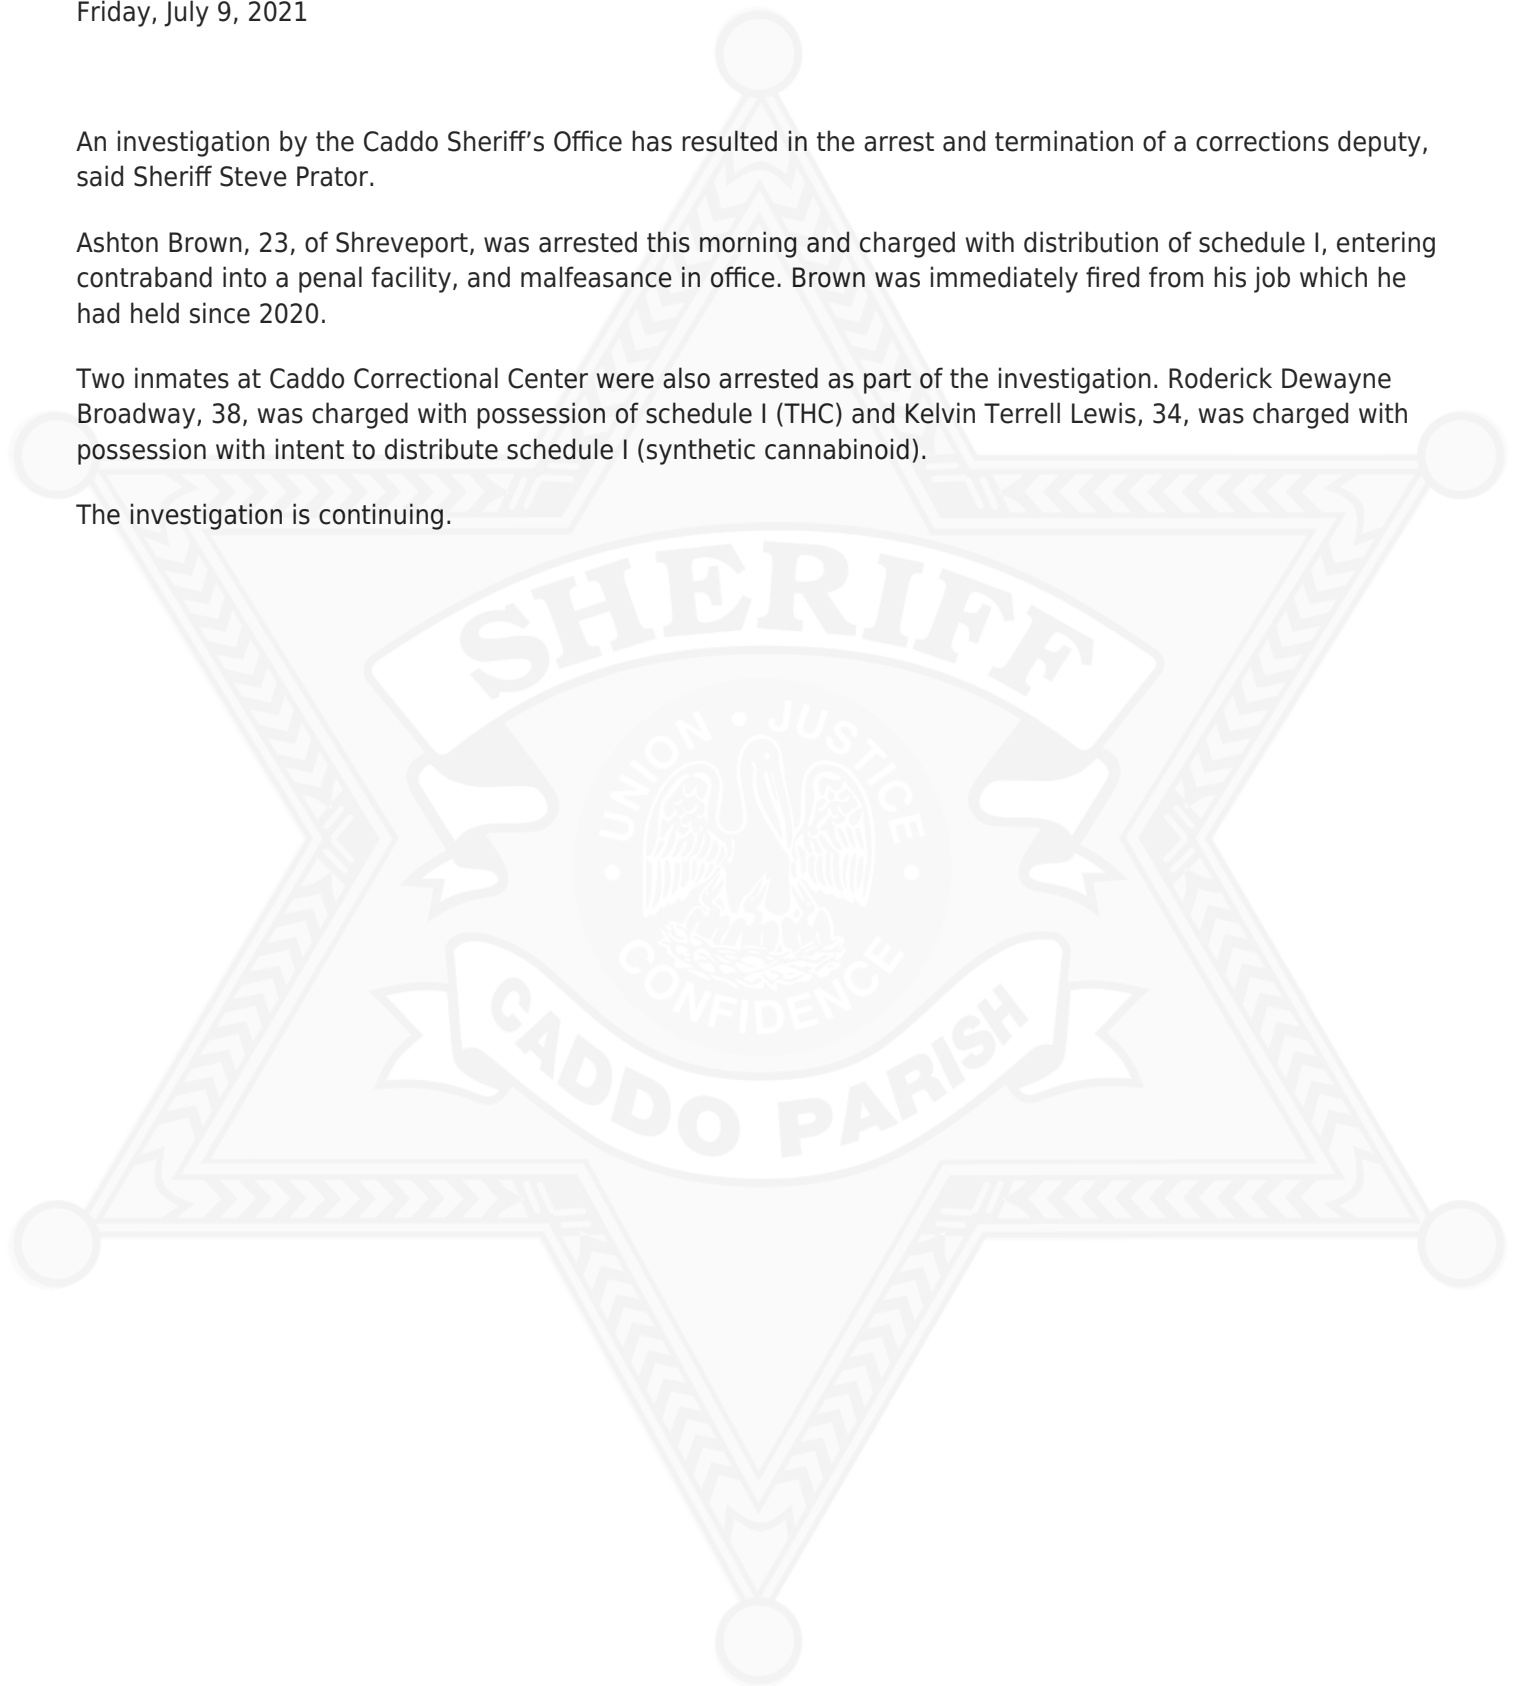 Friday, July 9, 2021
An investigation by the Caddo Sheriff’s Office has resulted in the arrest and termination of a corrections deputy,
said Sheriff Steve Prator.
Ashton Brown, 23, of Shreveport, was arrested this morning and charged with distribution of schedule I, entering
contraband into a penal facility, and malfeasance in office. Brown was immediately fired from his job which he
had held since 2020.
Two inmates at Caddo Correctional Center were also arrested as part of the investigation. Roderick Dewayne
Broadway, 38, was charged with possession of schedule I (THC) and Kelvin Terrell Lewis, 34, was charged with
possession with intent to distribute schedule I (synthetic cannabinoid).
The investigation is continuing.
SHERIFF
UNION • JUSTICE •
• CONFIDENCE
CADDO PARISH